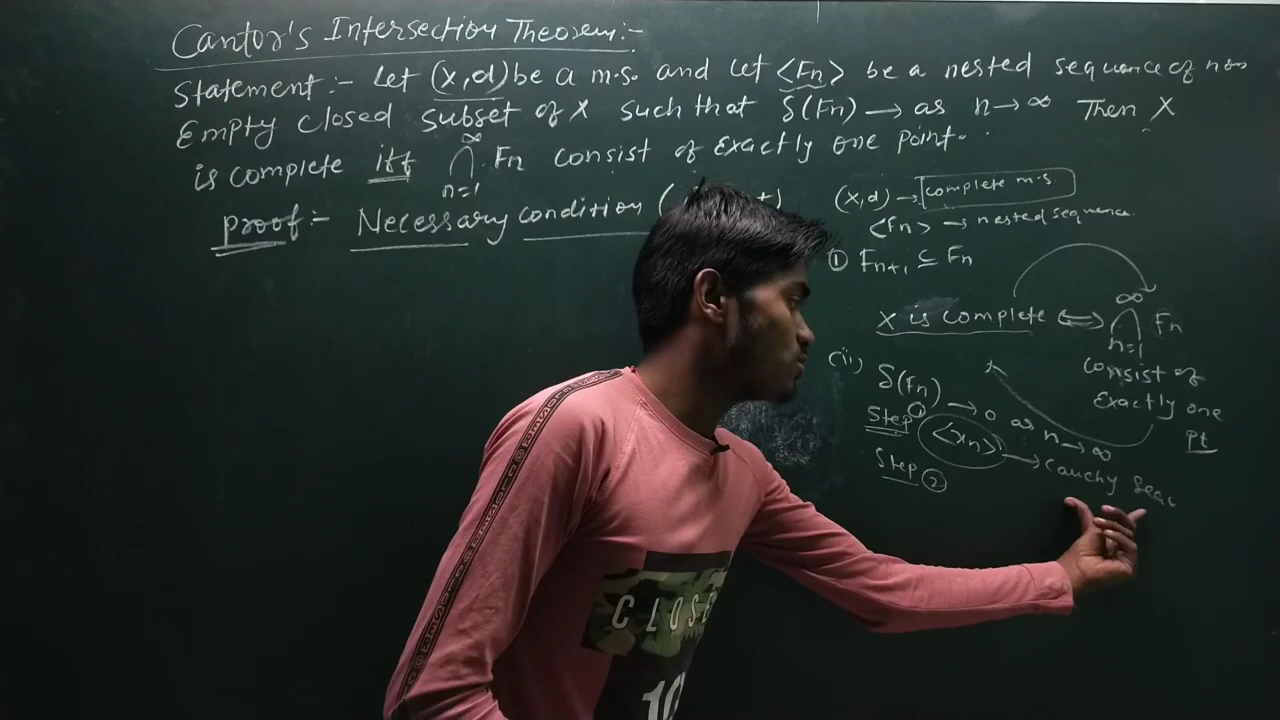 Cantor's Intersection Theorem:-
Statement:- Let (X,d) be a m.s. and let <Fn> be a nested sequence of non
Empty closed subset of X such that δ(Fn) → as n→∞ Then X
is complete iff ∞ ∩ n=1 Fn consist of exactly one point.
proof:- Necessary condition (
(X,d) → complete m.s.
<Fn> → nested sequence.
① Fn+1 ⊆ Fn
X is complete ⟺ ∞ ∩ n=1 Fn
consist of
exactly one
pt
(ii) δ(Fn) → 0 as n→∞
Step ① <xn> → Cauchy Sequ
Step ②
CLOSE
10